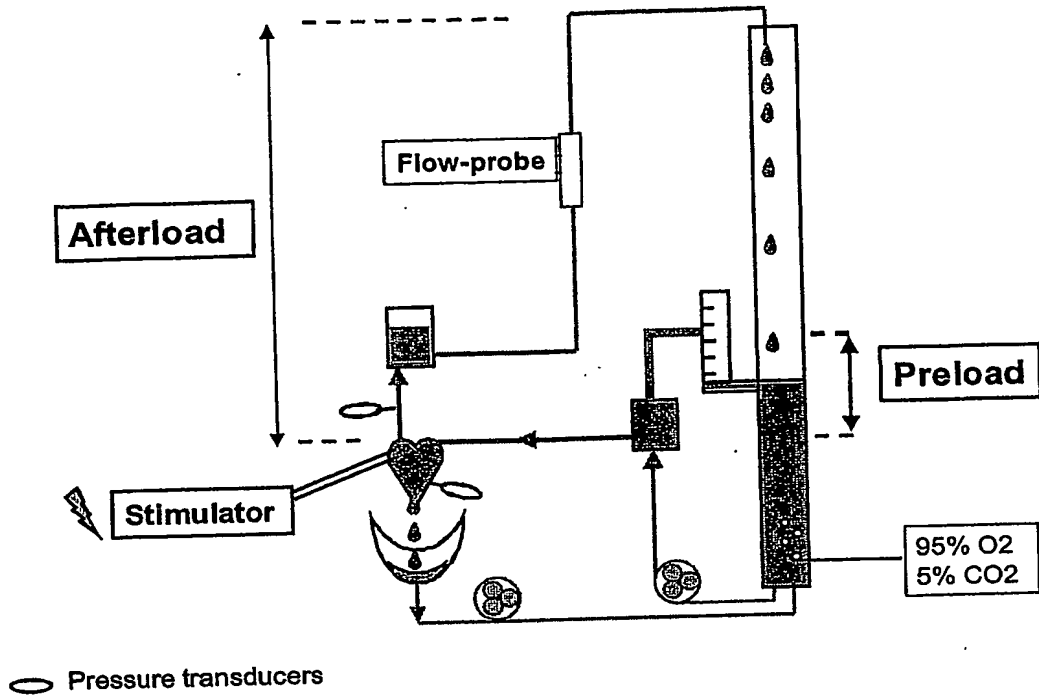 Flow-probe
Afterload
Preload
Stimulator
95% O2
5% CO2
Pressure transducers